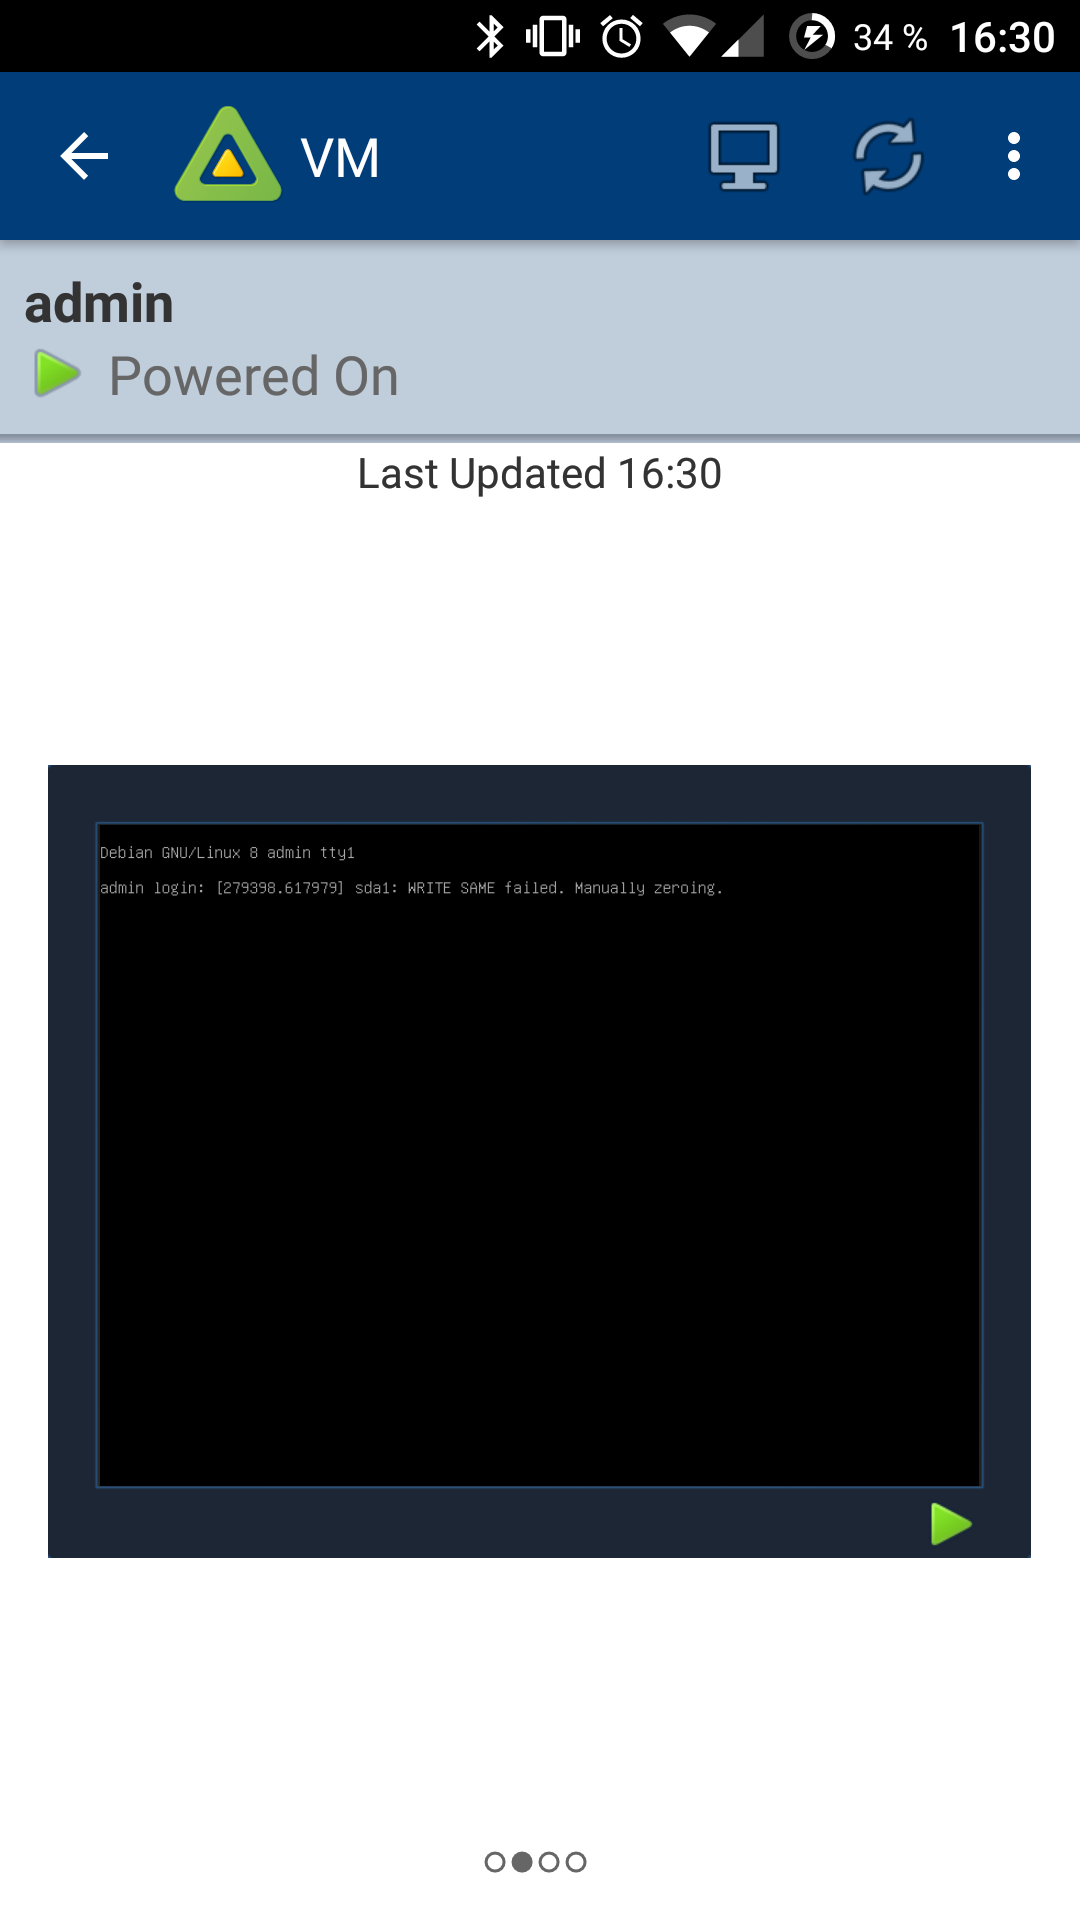 34 % 16:30
VM
admin
Powered On
Last Updated 16:30
Debian GNU/Linux 8 admin tty1
admin login: [279398.617979] sda1: WRITE SAME failed. Manually zeroing.